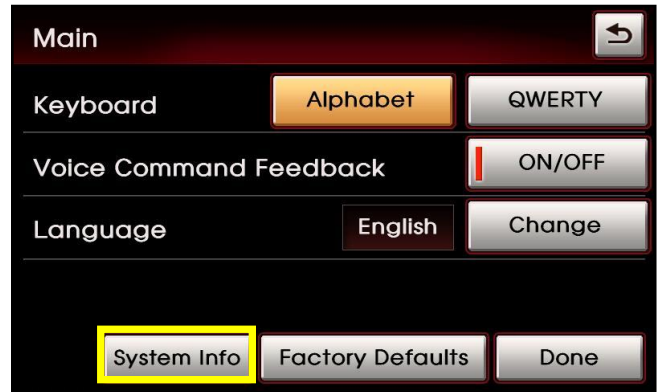 Main
Keyboard Alphabet QWERTY
Voice Command Feedback ON/OFF
Language English Change
System Info Factory Defaults Done